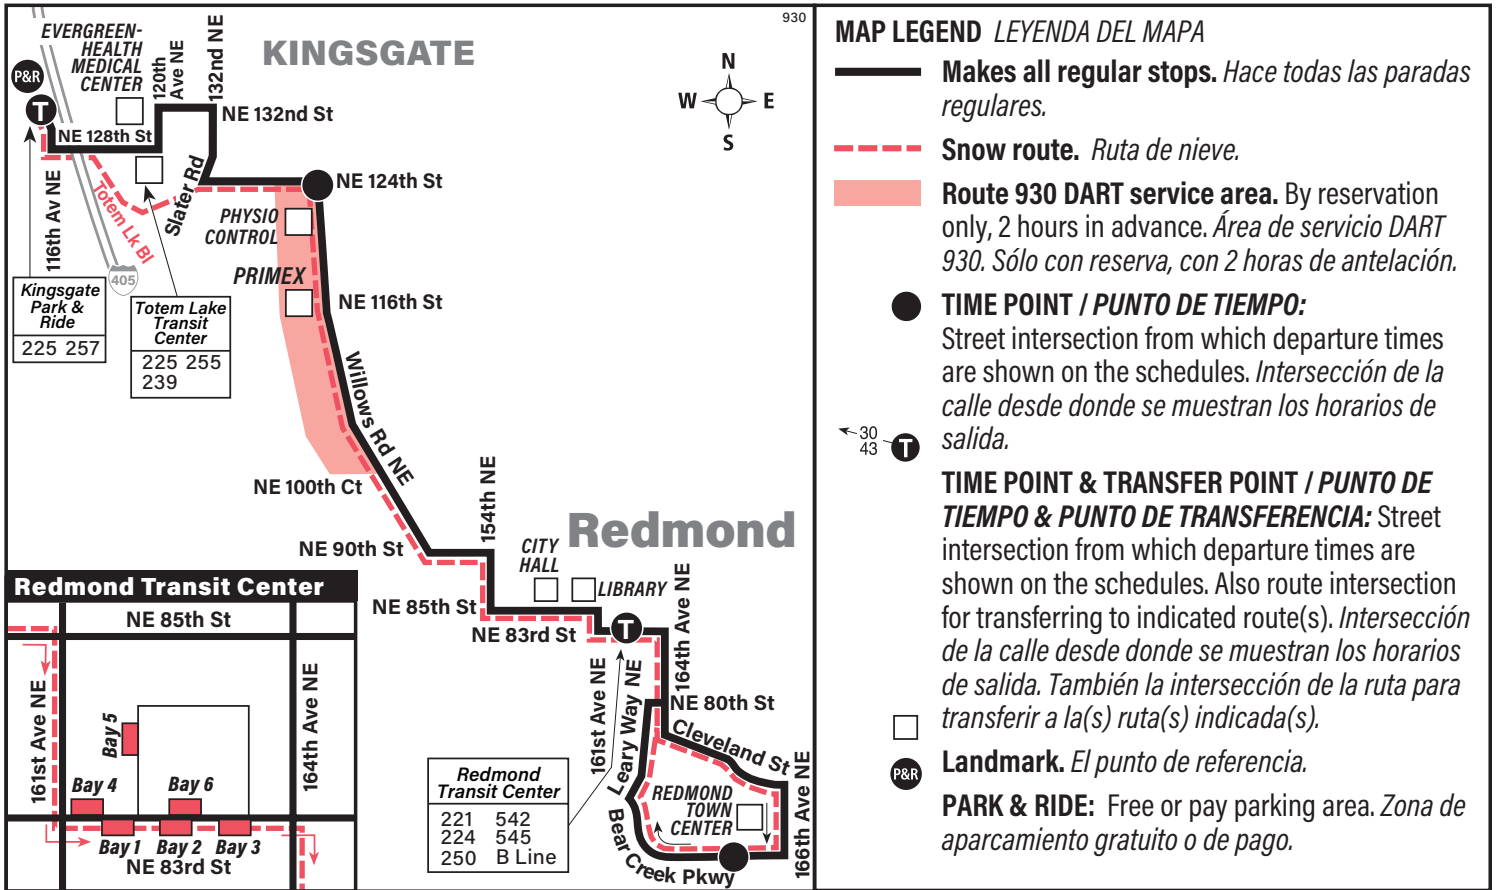 930
EVERGREEN-
HEALTH
MEDICAL
CENTER
120th
Ave NE
132nd NE
KINGSGATE
P&R
T
NE 128th St
NE 132nd St
N
W
E
S
116th Av NE
Totem Lk Bl
Slater Rd
NE 124th St
405
PHYSIO
CONTROL
PRIMEX
NE 116th St
Kingsgate
Park &
Ride
225 257
Totem Lake
Transit
Center
225 255
239
Willows Rd NE
NE 100th Ct
NE 90th St
154th NE
Redmond
CITY
HALL
LIBRARY
NE 85th St
NE 83rd St
T
164th Ave NE
161st Ave NE
Leary Way NE
NE 80th St
Cleveland St
166th Ave NE
REDMOND
TOWN
CENTER
Bear Creek Pkwy
Redmond
Transit Center
221 542
224 545
250 B Line
Redmond Transit Center
NE 85th St
161st Ave NE
164th Ave NE
Bay 5
Bay 4
Bay 6
Bay 1
Bay 2
Bay 3
NE 83rd St
MAP LEGEND LEYENDA DEL MAPA
Makes all regular stops. Hace todas las paradas
regulares.
Snow route. Ruta de nieve.
Route 930 DART service area. By reservation
only, 2 hours in advance. Área de servicio DART
930. Sólo con reserva, con 2 horas de antelación.
TIME POINT / PUNTO DE TIEMPO:
Street intersection from which departure times
are shown on the schedules. Intersección de la
calle desde donde se muestran los horarios de
salida.
30
43
T
TIME POINT & TRANSFER POINT / PUNTO DE
TIEMPO & PUNTO DE TRANSFERENCIA: Street
intersection from which departure times are
shown on the schedules. Also route intersection
for transferring to indicated route(s). Intersección
de la calle desde donde se muestran los horarios
de salida. También la intersección de la ruta para
transferir a la(s) ruta(s) indicada(s).
Landmark. El punto de referencia.
P&R
PARK & RIDE: Free or pay parking area. Zona de
aparcamiento gratuito o de pago.